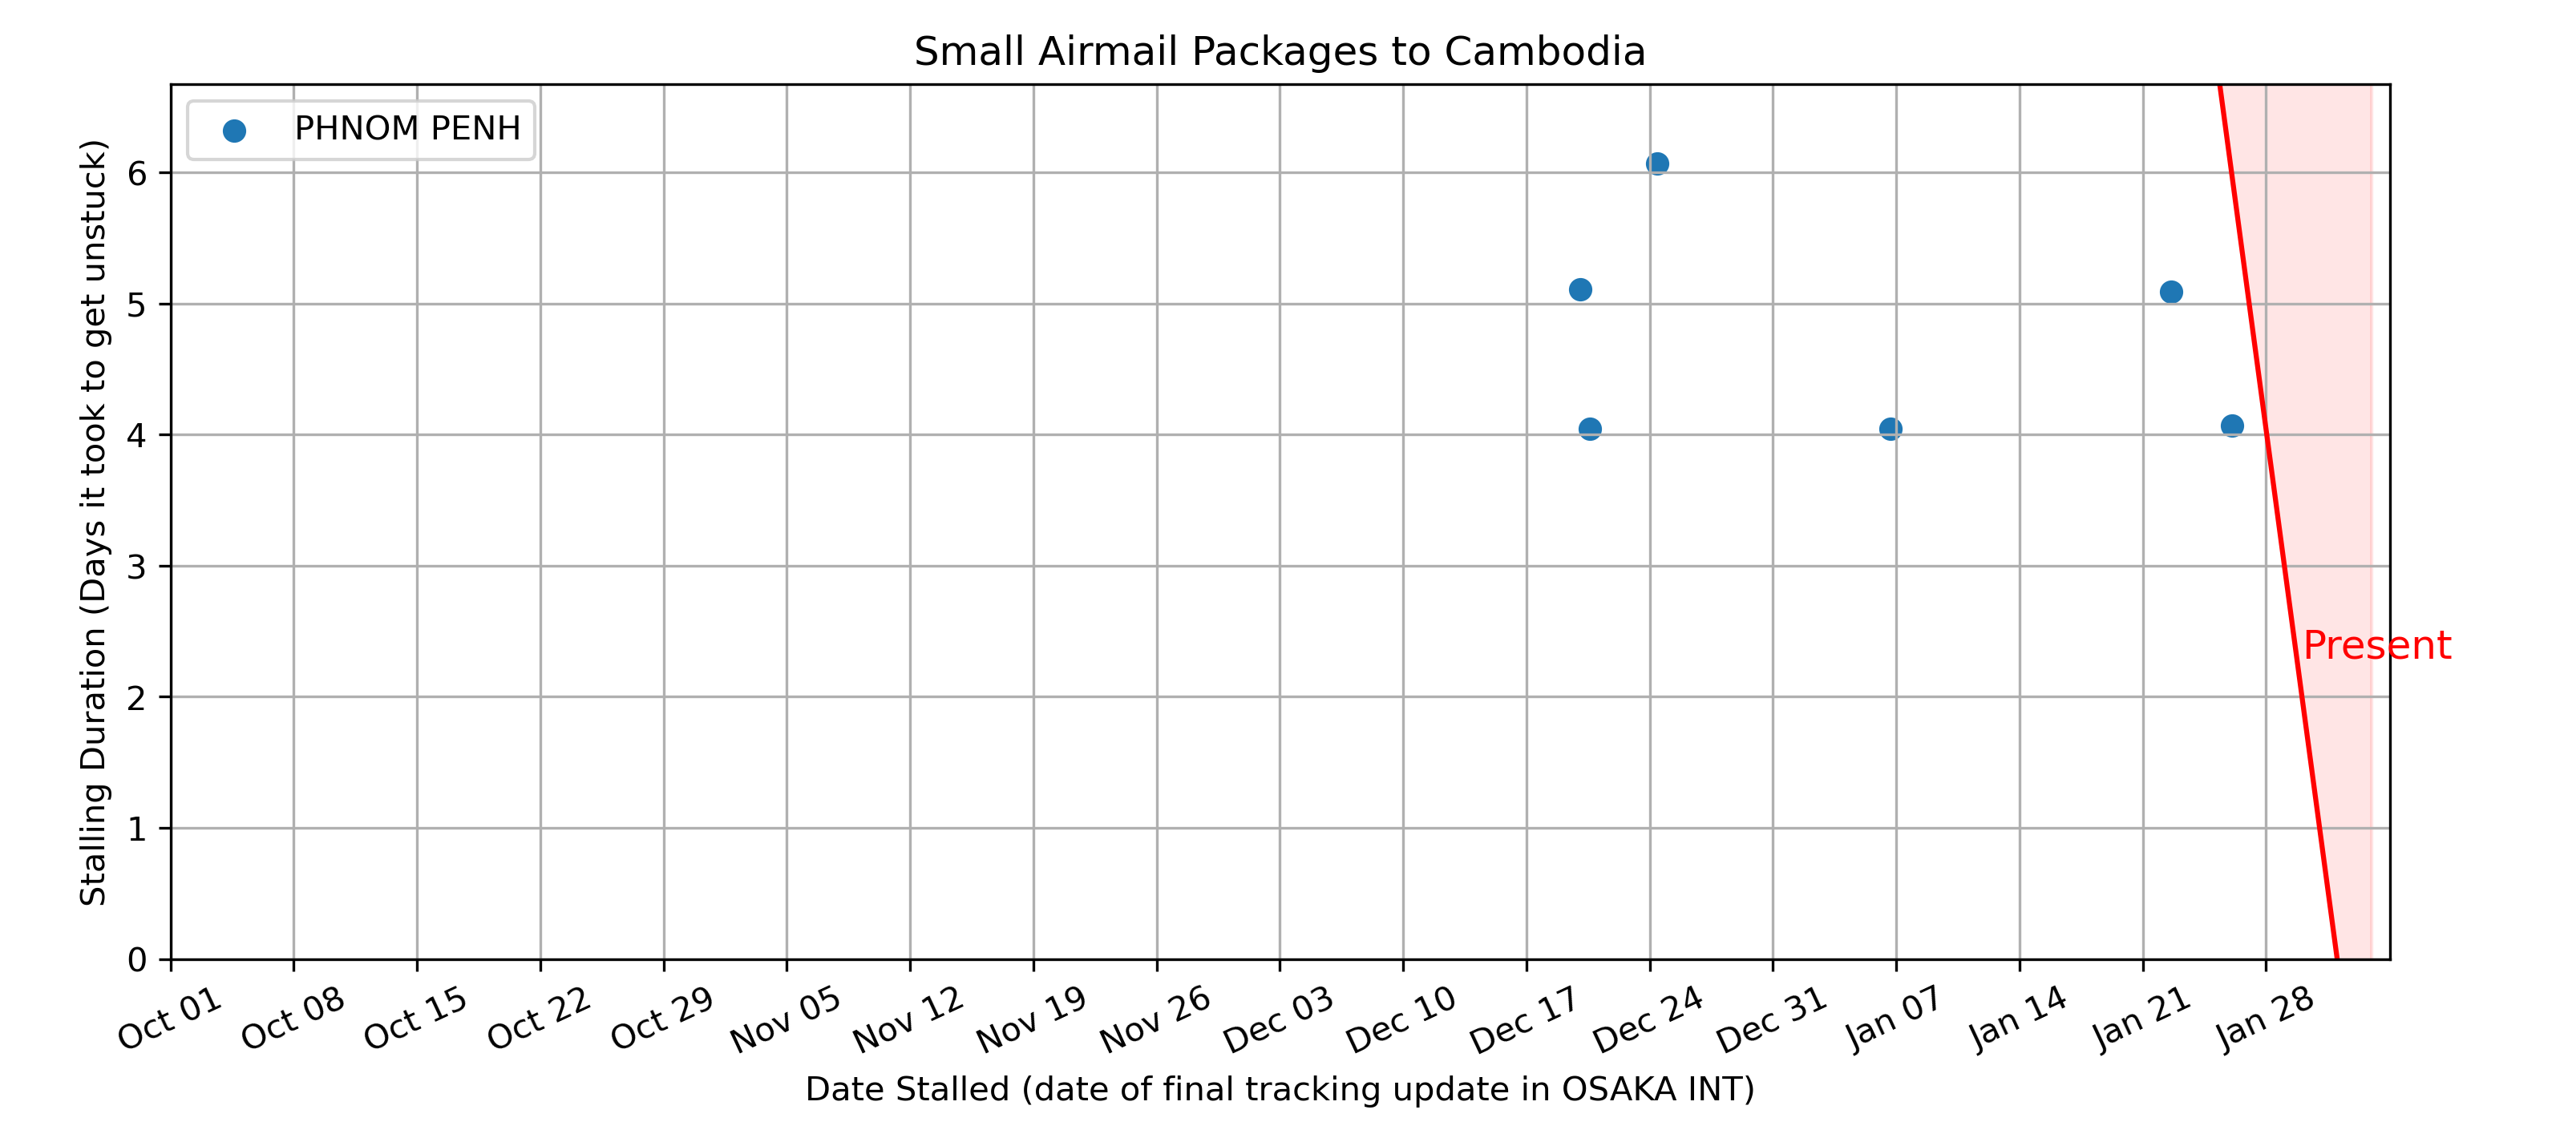 Small Airmail Packages to Cambodia
PHNOM PENH
Stalling Duration (Days it took to get unstuck)
6
5
4
3
2
1
0
Present
Oct 01
Oct 08
Oct 15
Oct 22
Oct 29
Nov 05
Nov 12
Nov 19
Nov 26
Dec 03
Dec 10
Dec 17
Dec 24
Dec 31
Jan 07
Jan 14
Jan 21
Jan 28
Date Stalled (date of final tracking update in OSAKA INT)